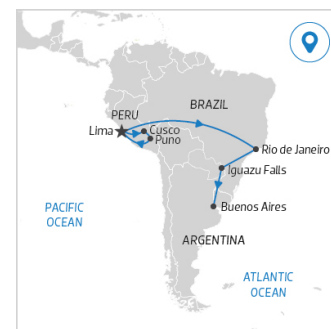 PERU
BRAZIL
Lima
Cusco
Puno
Rio de Janeiro
Iguazu Falls
PACIFIC
OCEAN
Buenos Aires
ARGENTINA
ATLANTIC
OCEAN